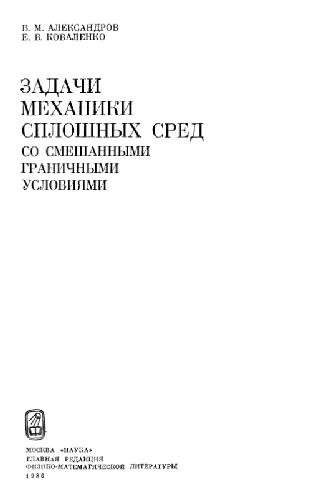 В. М. АЛЕКСАНДРОВ
Е. В. КОВАЛЕНКО
ЗАДАЧИ
МЕХАНИКИ
СПЛОШНЫХ СРЕД
СО СМЕШАННЫМИ
ГРАНИЧНЫМИ
УСЛОВИЯМИ
МОСКВА «НАУКА»
ГЛАВНАЯ РЕДАКЦИЯ
ФИЗИКО-МАТЕМАТИЧЕСКОЙ ЛИТЕРАТУРЫ
1986